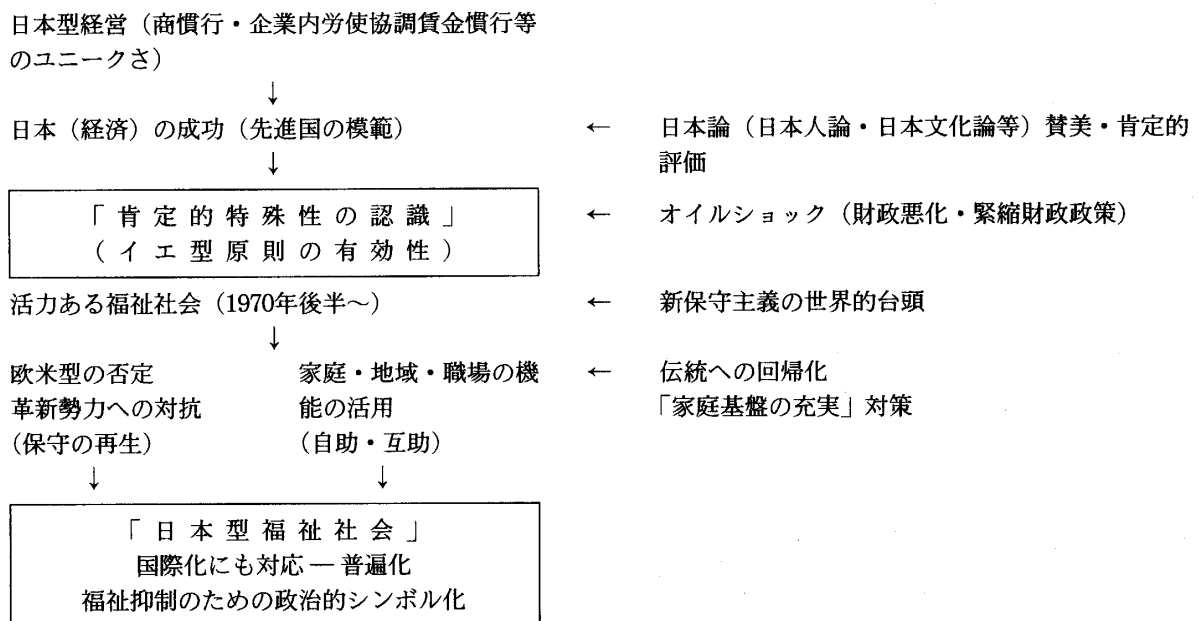 日本型経営（商慣行・企業内労使協調賃金慣行等
のユニークさ）
↓
日本（経済）の成功（先進国の模範） ← 日本論（日本人論・日本文化論等）賛美・肯定的
評価
↓
「肯定的特殊性の認識」 ← オイルショック（財政悪化・緊縮財政政策）
（イエ型原則の有効性）
活力ある福祉社会（1970年後半～） ← 新保守主義の世界的台頭
↓
欧米型の否定 家庭・地域・職場の機 ← 伝統への回帰化
革新勢力への対抗 能の活用 「家庭基盤の充実」対策
（保守の再生） （自助・互助）
↓ ↓
「日本型福祉社会」
国際化にも対応 ― 普遍化
福祉抑制のための政治的シンボル化